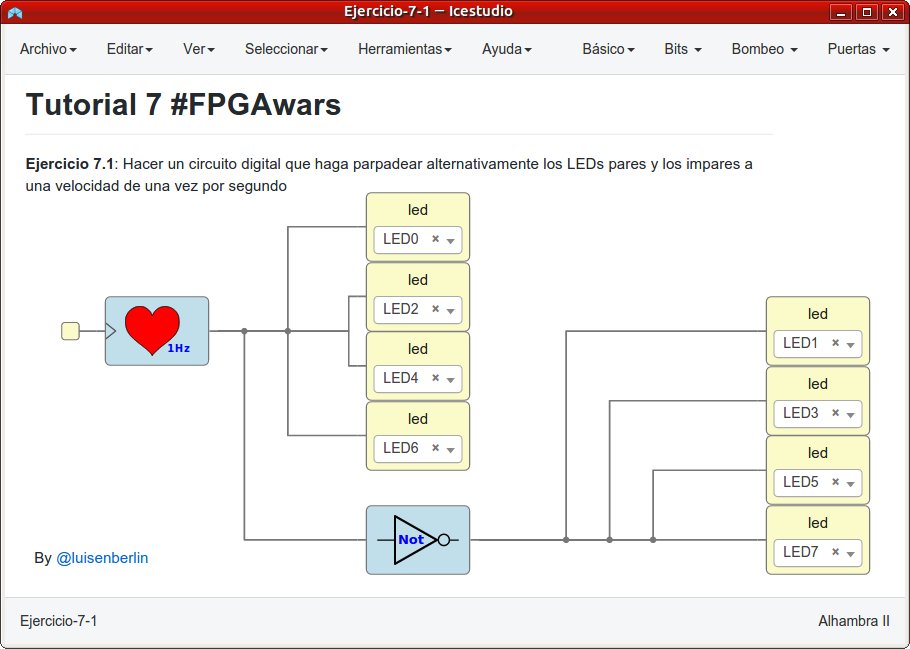 Ejercicio-7-1 – Icestudio
Archivo Editar Ver Seleccionar Herramientas Ayuda Básico Bits Bombeo Puertas
Tutorial 7 #FPGAwars
Ejercicio 7.1: Hacer un circuito digital que haga parpadear alternativamente los LEDs pares y los impares a
una velocidad de una vez por segundo
led
LED0 ×
led
LED2 ×
led
LED4 ×
led
LED6 ×
1Hz
led
LED1 ×
led
LED3 ×
led
LED5 ×
led
LED7 ×
Not
By @luisenberlin
Ejercicio-7-1
Alhambra II